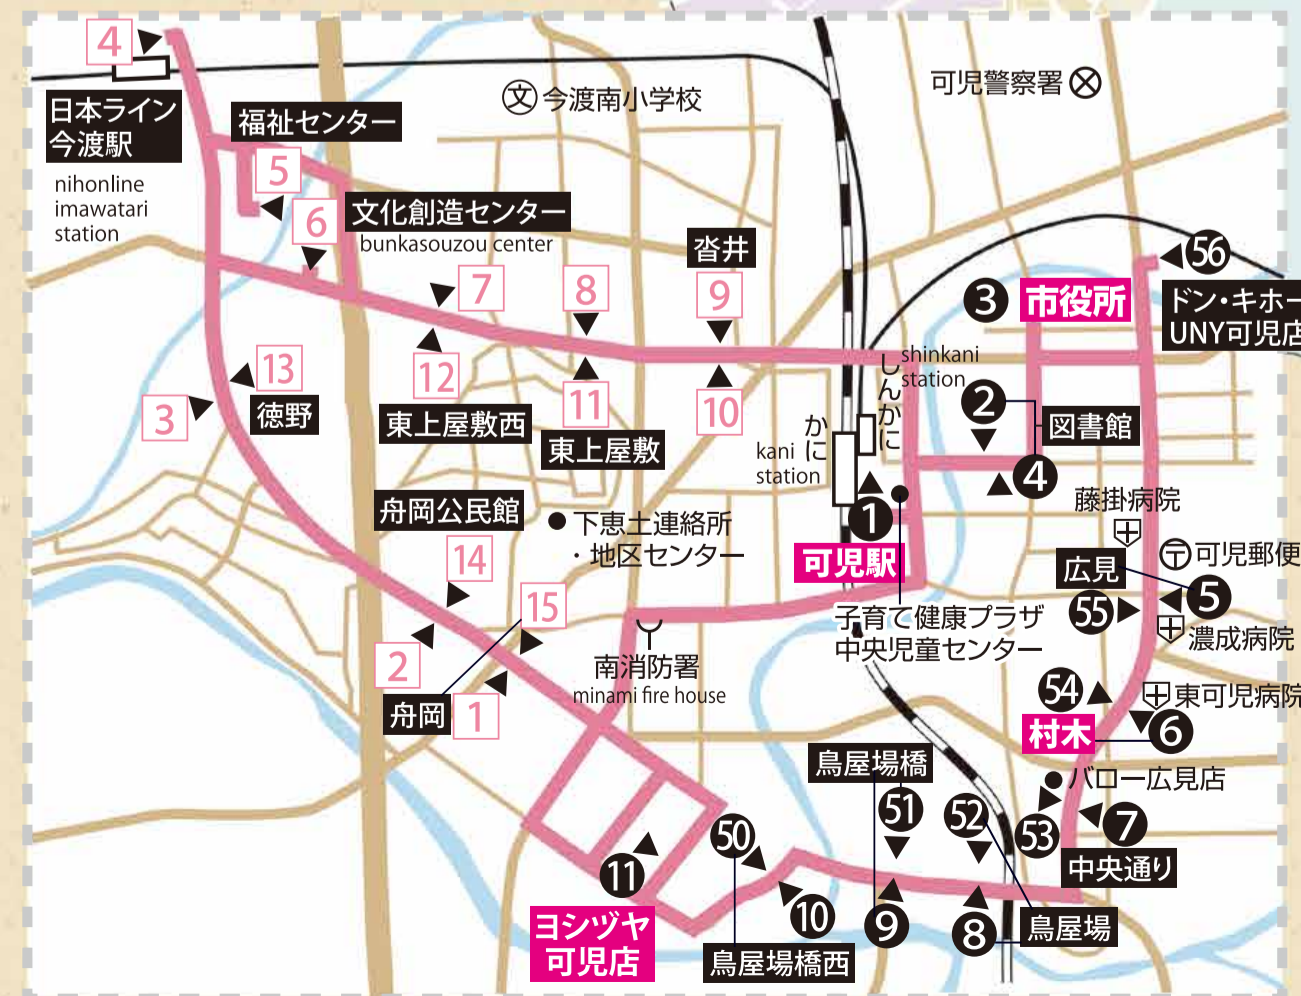 4
日本ライン
今渡駅
nihonline
imawatari
station
福祉センター
5
6
文化創造センター
bunkasouzou center
文
今渡南小学校
可児警察署
沓井
7
8
9
3
市役所
56
ドン・キホー
UNY可児店
13
徳野
3
12
東上屋敷西
11
東上屋敷
10
shinkani
station
しんかに
かに
kani
station
2
図書館
4
1
可児駅
藤掛病院
〒
可児郵便
広見
5
55
濃成病院
舟岡公民館
14
下恵土連絡所
・地区センター
15
2
舟岡
1
南消防署
minami fire house
子育て健康プラザ
中央児童センター
54
東可児病院
村木
6
バロー広見店
鳥屋場橋
51
52
53
7
中央通り
50
11
ヨシヅヤ
可児店
10
鳥屋場橋西
9
8
鳥屋場